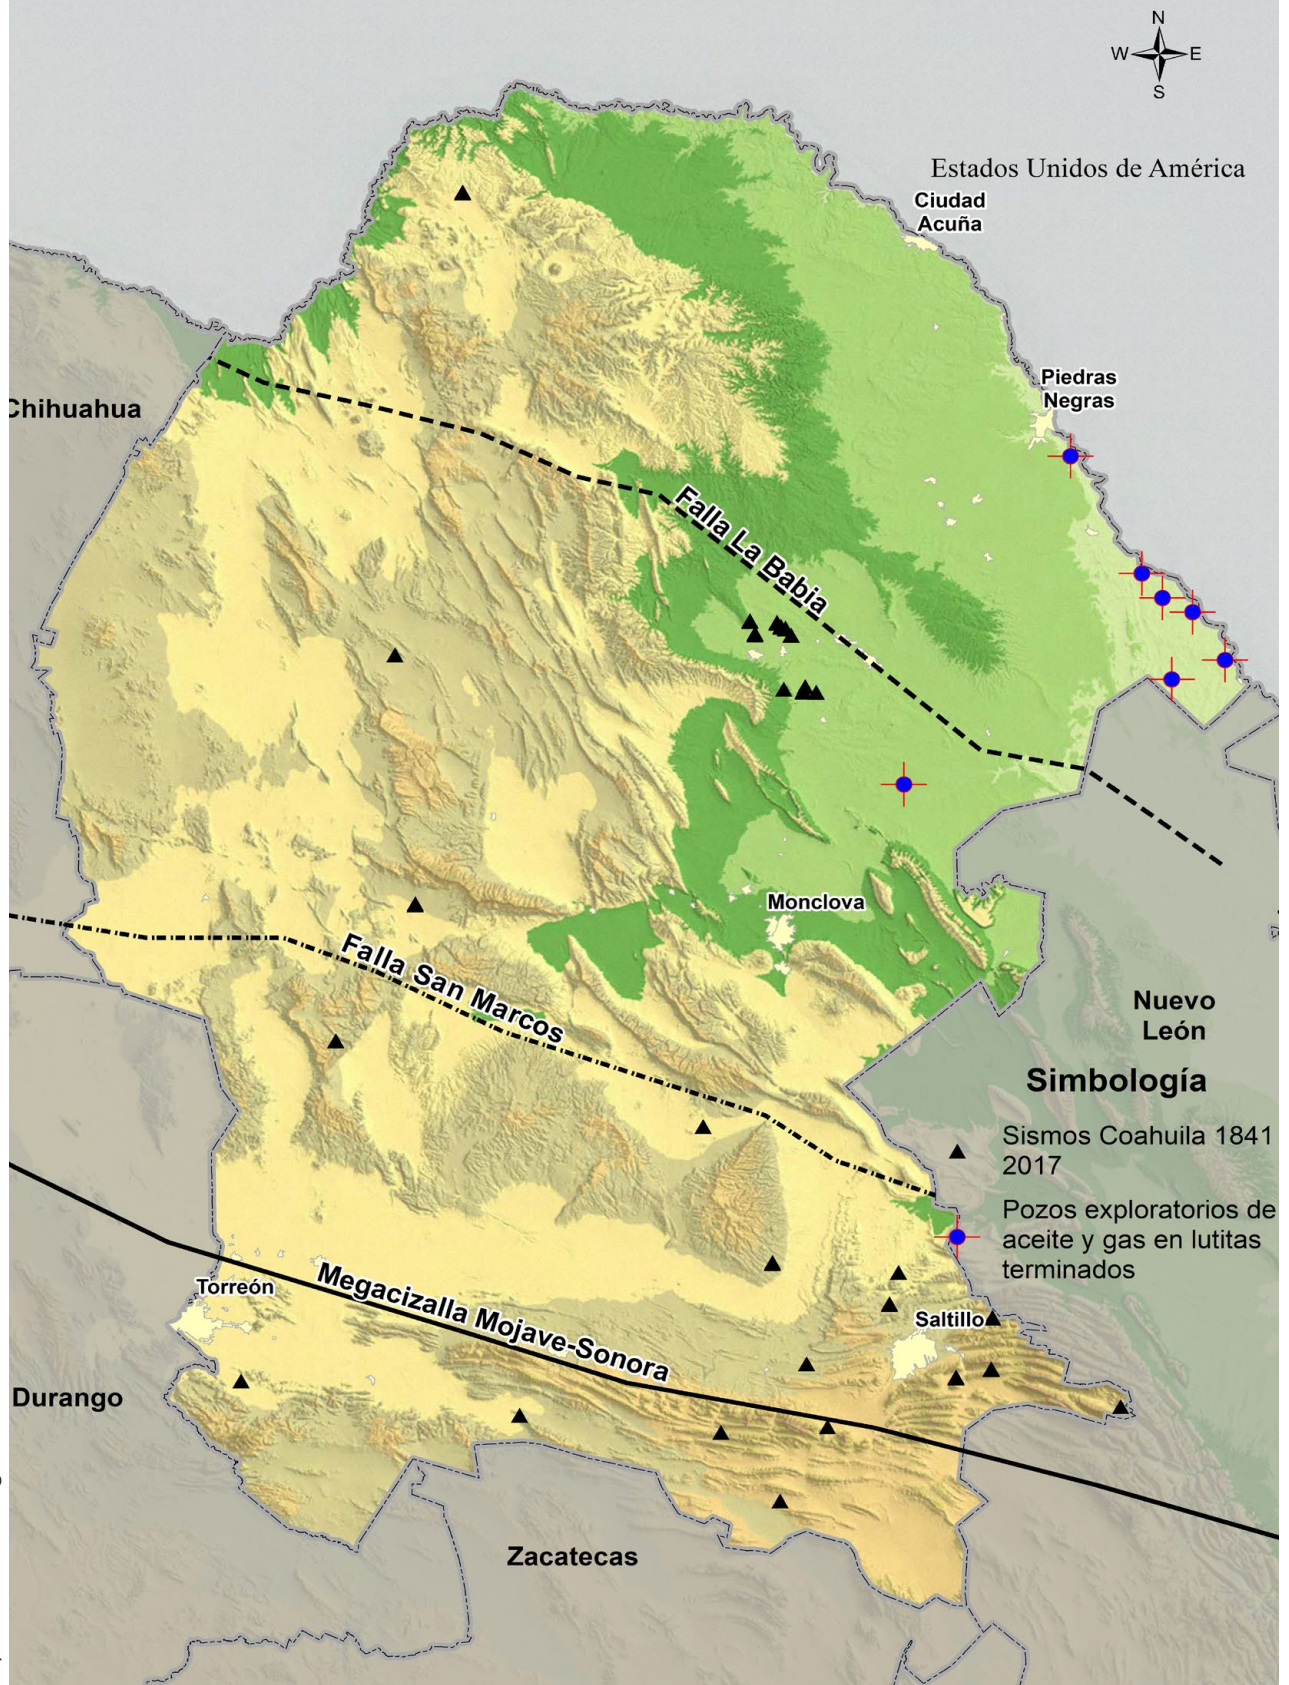 N
W E
S
Estados Unidos de América
Ciudad
Acuña
Piedras
Negras
Chihuahua
Falla La Babia
Monclova
Falla San Marcos
Nuevo
León
Simbología
Sismos Coahuila 1841
2017
Pozos exploratorios de
aceite y gas en lutitas
terminados
Torreón
Megacizalla Mojave-Sonora
Saltillo
Durango
Zacatecas